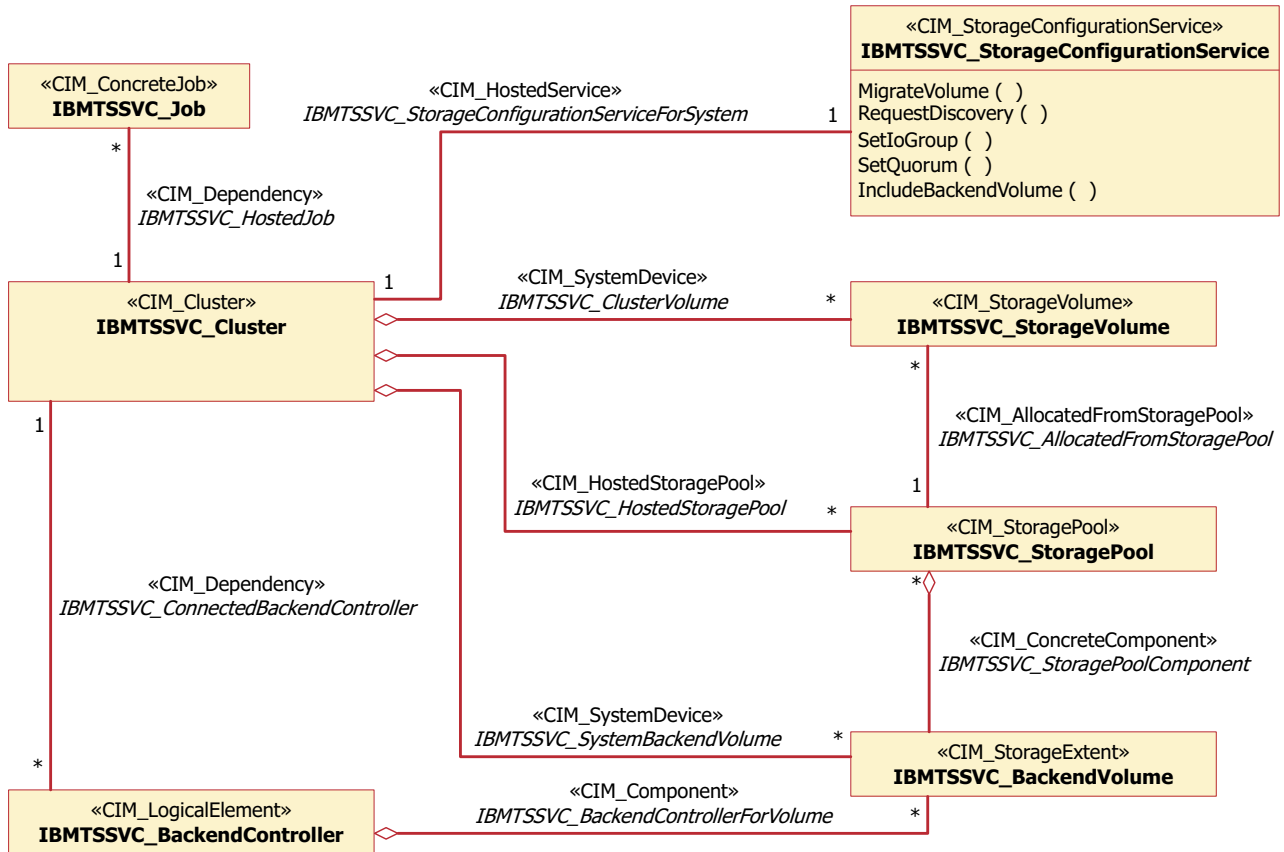 «CIM_StorageConfigurationService»
IBMTSSVC_StorageConfigurationService
MigrateVolume ( )
RequestDiscovery ( )
SetIoGroup ( )
SetQuorum ( )
IncludeBackendVolume ( )
«CIM_ConcreteJob»
IBMTSSVC_Job
«CIM_HostedService»
IBMTSSVC_StorageConfigurationServiceForSystem
1
*
«CIM_Dependency»
IBMTSSVC_HostedJob
1
1
«CIM_SystemDevice»
IBMTSSVC_ClusterVolume
*
«CIM_Cluster»
IBMTSSVC_Cluster
«CIM_StorageVolume»
IBMTSSVC_StorageVolume
*
1
«CIM_AllocatedFromStoragePool»
IBMTSSVC_AllocatedFromStoragePool
1
«CIM_HostedStoragePool»
IBMTSSVC_HostedStoragePool
*
«CIM_StoragePool»
IBMTSSVC_StoragePool
*
«CIM_Dependency»
IBMTSSVC_ConnectedBackendController
«CIM_ConcreteComponent»
IBMTSSVC_StoragePoolComponent
«CIM_SystemDevice»
IBMTSSVC_SystemBackendVolume
*
«CIM_StorageExtent»
IBMTSSVC_BackendVolume
*
«CIM_LogicalElement»
IBMTSSVC_BackendController
«CIM_Component»
IBMTSSVC_BackendControllerForVolume
*